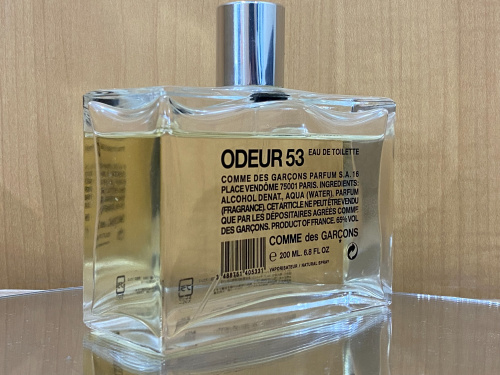 ODEUR 53 EAU DE TOILETTE
COMME DES GARÇONS PARFUM S.A. 16
PLACE VENDÔME 75001 PARIS. INGREDIENTS:
ALCOHOL DENAT., AQUA (WATER), PARFUM
(FRAGRANCE). CET ARTICLE NE PEUT ÊTRE VENDU
QUE PAR LES DÉPOSITAIRES AGRÉÉS COMME
DES GARÇONS. PRODUCT OF FRANCE. 65% VOL
COMME des GARÇONS
e 200 ML. 6.8 FL OZ
VAPORISATEUR / NATURAL SPRAY